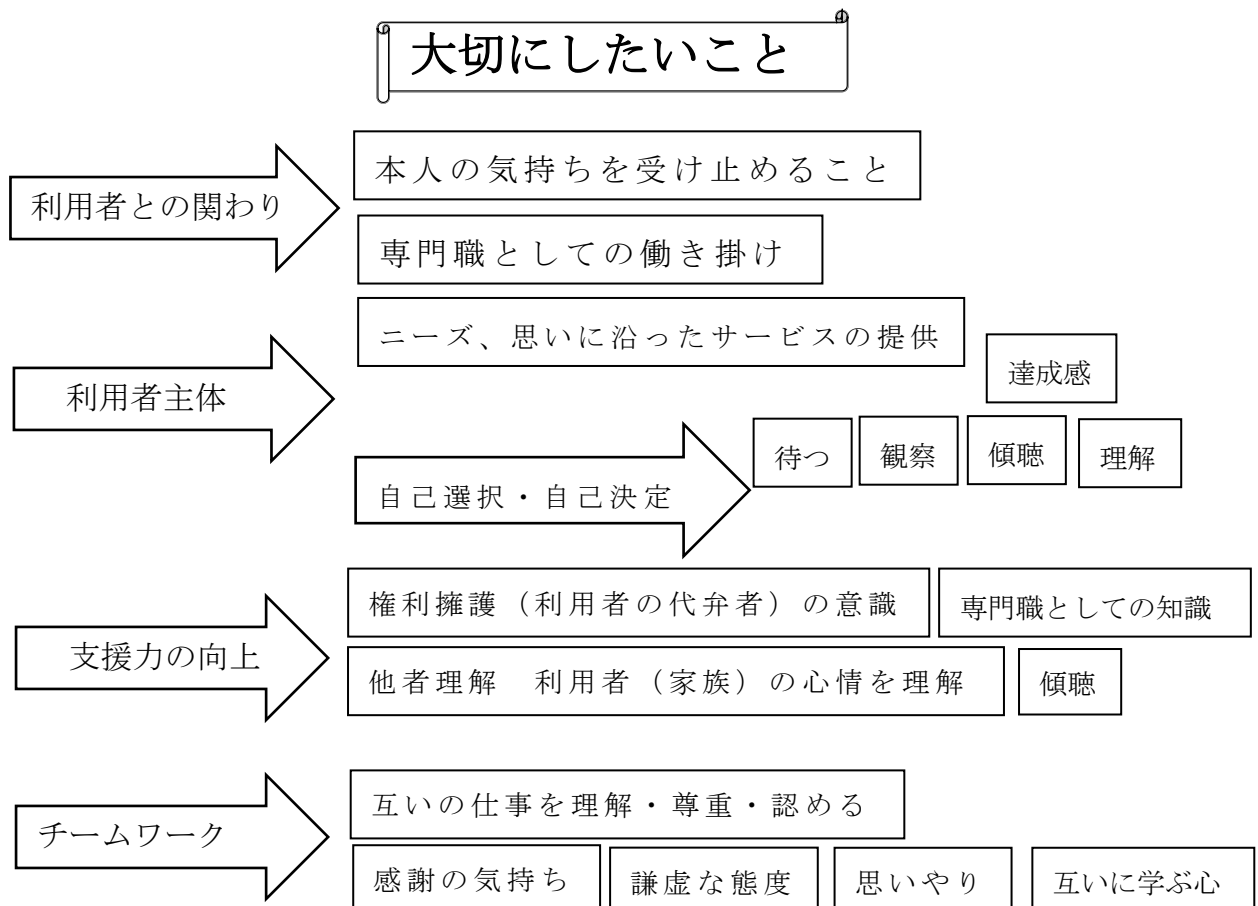 大切にしたいこと
利用者との関わり
本人の気持ちを受け止めること
専門職としての働き掛け
利用者主体
ニーズ、思いに沿ったサービスの提供
達成感
自己選択・自己決定
待つ
観察
傾聴
理解
支援力の向上
権利擁護（利用者の代弁者）の意識
専門職としての知識
他者理解　利用者（家族）の心情を理解
傾聴
チームワーク
互いの仕事を理解・尊重・認める
感謝の気持ち
謙虚な態度
思いやり
互いに学ぶ心